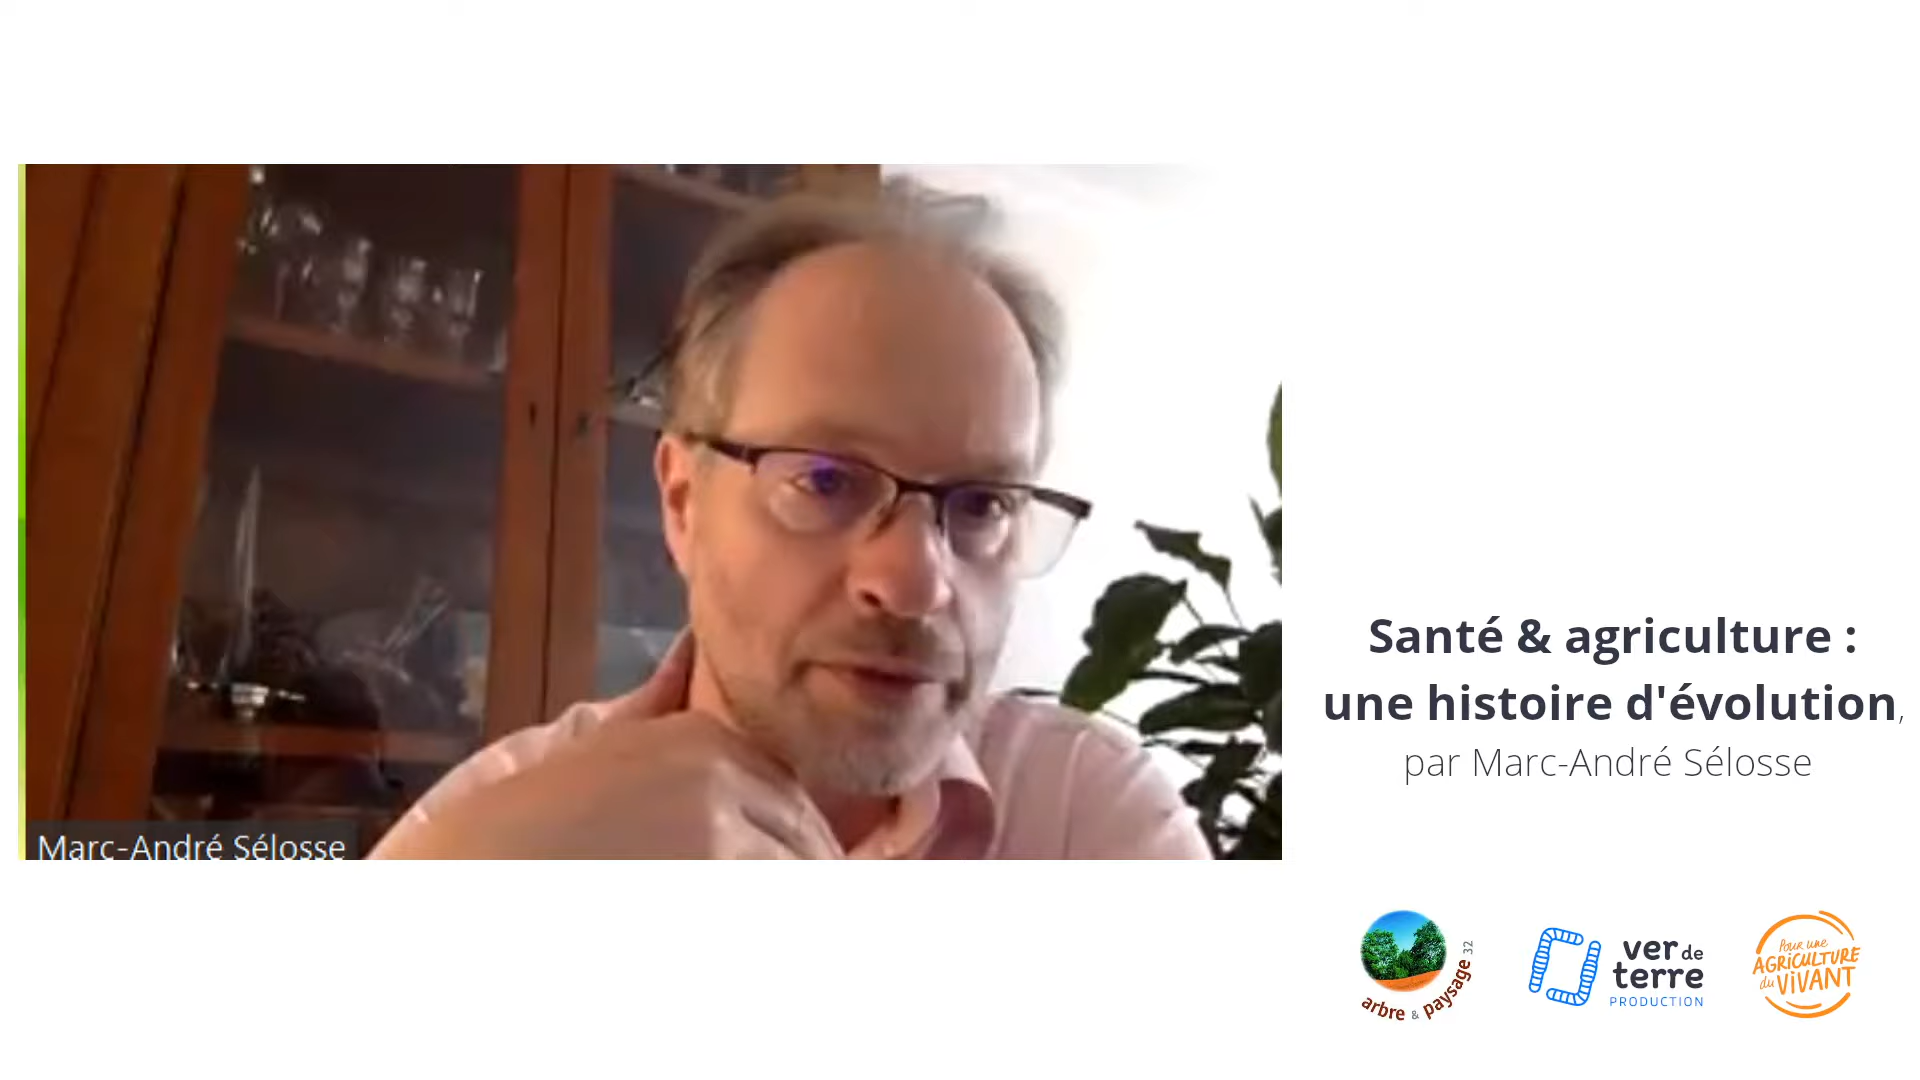 Marc-André Sélosse
Santé & agriculture :
une histoire d'évolution,
par Marc-André Sélosse
arbre & paysage 32
ver de
terre
PRODUCTION
Pour une
AGRICULTURE
du VIVANT